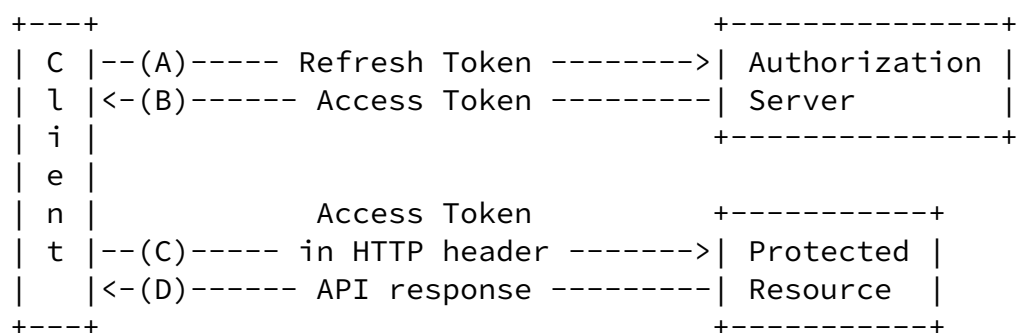 +---+                                  +---------------+
| C |--(A)----- Refresh Token -------->| Authorization |
| l |<-(B)------ Access Token ---------| Server        |
| i |                                  +---------------+
| e |
| n |            Access Token          +-----------+
| t |--(C)----- in HTTP header ------->| Protected |
|   |<-(D)------ API response ---------| Resource  |
+---+                                  +-----------+